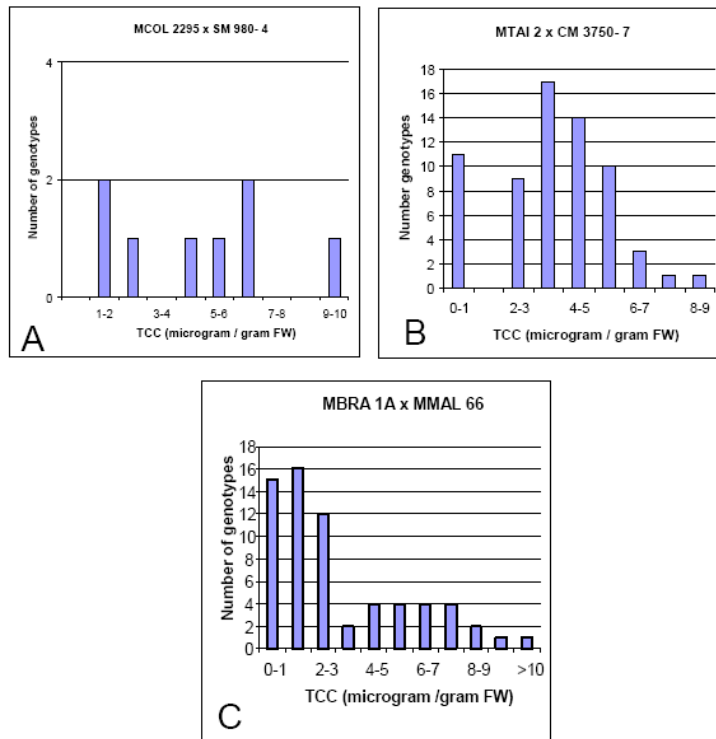 MCOL 2295 x SM 980- 4
4
2
0
Number of genotypes
1-2 3-4 5-6 7-8 9-10
TCC (microgram / gram FW)
A
MTAI 2 x CM 3750- 7
18
16
14
12
10
8
6
4
2
0
Number genotypes
0-1 2-3 4-5 6-7 8-9
TCC (microgram / gram FW)
B
MBRA 1A x MMAL 66
18
16
14
12
10
8
6
4
2
0
Number of genotypes
0-1 2-3 4-5 6-7 8-9 >10
TCC (microgram /gram FW)
C